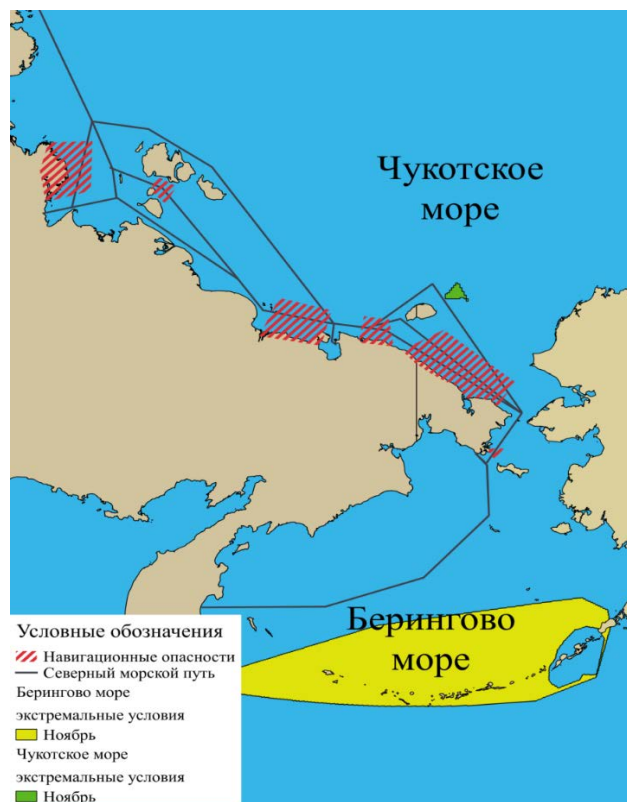 Чукотское
море
Берингово
море
Условные обозначения
Навигационные опасности
Северный морской путь
Берингово море
экстремальные условия
Ноябрь
Чукотское море
экстремальные условия
Ноябрь